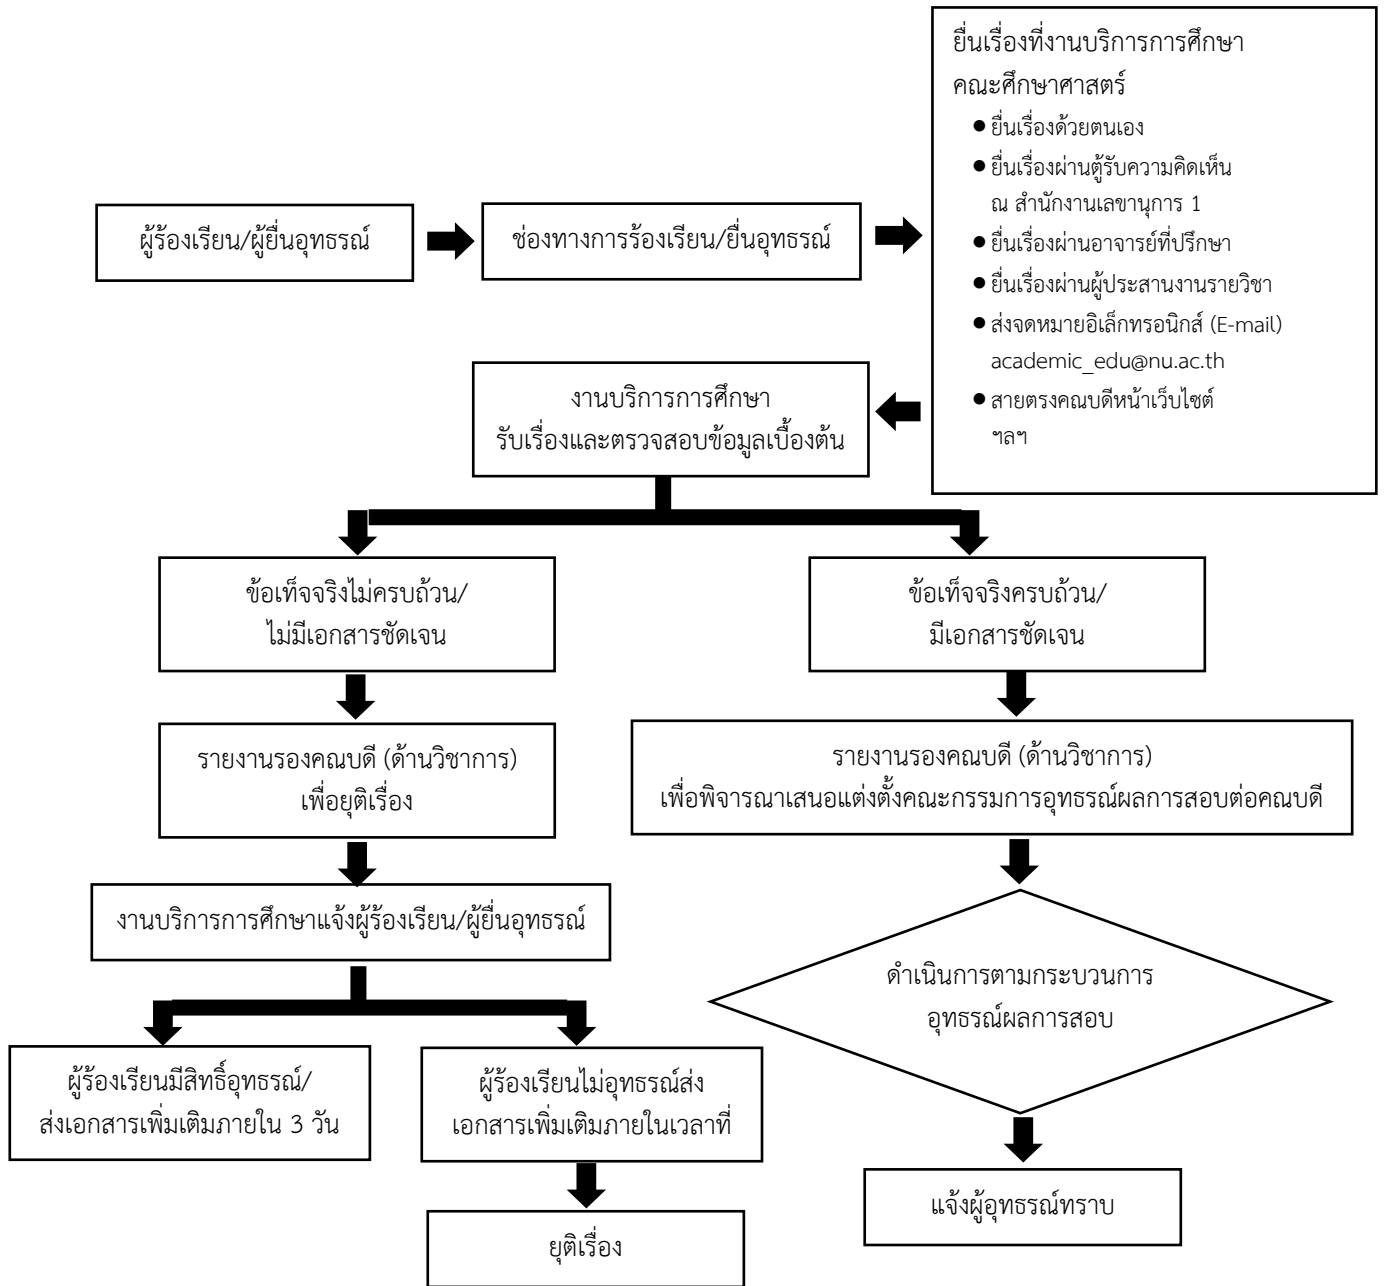 ยื่นเรื่องที่งานบริการการศึกษา
คณะศึกษาศาสตร์
● ยื่นเรื่องด้วยตนเอง
● ยื่นเรื่องผ่านตู้รับความคิดเห็น
ณ สำนักงานเลขานุการ 1
● ยื่นเรื่องผ่านอาจารย์ที่ปรึกษา
● ยื่นเรื่องผ่านผู้ประสานงานรายวิชา
● ส่งจดหมายอิเล็กทรอนิกส์ (E-mail)
academic_edu@nu.ac.th
● สายตรงคณบดีหน้าเว็บไซต์
ฯลฯ
ผู้ร้องเรียน/ผู้ยื่นอุทธรณ์
ช่องทางการร้องเรียน/ยื่นอุทธรณ์
งานบริการการศึกษา
รับเรื่องและตรวจสอบข้อมูลเบื้องต้น
ข้อเท็จจริงไม่ครบถ้วน/
ไม่มีเอกสารชัดเจน
ข้อเท็จจริงครบถ้วน/
มีเอกสารชัดเจน
รายงานรองคณบดี (ด้านวิชาการ)
เพื่อยุติเรื่อง
รายงานรองคณบดี (ด้านวิชาการ)
เพื่อพิจารณาเสนอแต่งตั้งคณะกรรมการอุทธรณ์ผลการสอบต่อคณบดี
งานบริการการศึกษาแจ้งผู้ร้องเรียน/ผู้ยื่นอุทธรณ์
ดำเนินการตามกระบวนการ
อุทธรณ์ผลการสอบ
ผู้ร้องเรียนมีสิทธิ์อุทธรณ์/
ส่งเอกสารเพิ่มเติมภายใน 3 วัน
ผู้ร้องเรียนไม่อุทธรณ์ส่ง
เอกสารเพิ่มเติมภายในเวลาที่
แจ้งผู้อุทธรณ์ทราบ
ยุติเรื่อง